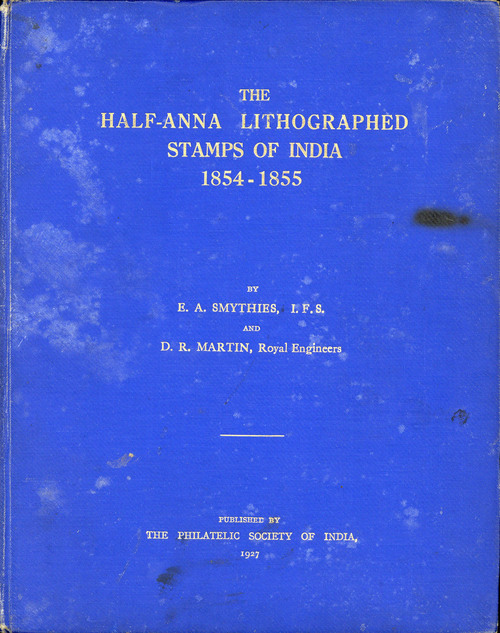 THE
HALF-ANNA LITHOGRAPHED
STAMPS OF INDIA
1854-1855
BY
E. A. SMYTHIES, I.F.S.
AND
D. R. MARTIN, Royal Engineers
PUBLISHED BY
THE PHILATELIC SOCIETY OF INDIA,
1927